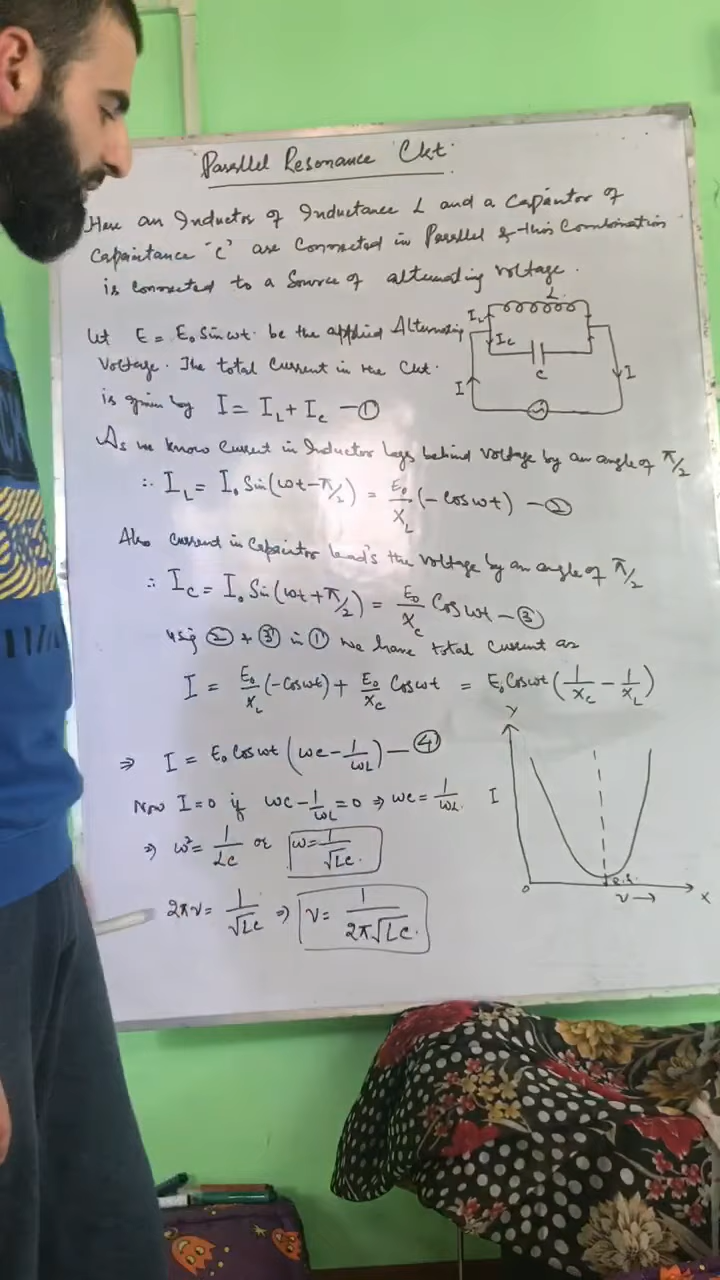 Parallel Resonance Ckt.
Here an Inductor of Inductance L and a Capacitor of
Capacitance 'C' are Connected in Parallel & this Combination
is connected to a Source of alternating voltage.
Let E = E₀ Sin ωt be the applied Alternating
Voltage. The total Current in the Ckt.
is given by I = I_L + I_C —①
L
I_L
I_C
C
I
I
As we know Current in Inductor Lags behind Voltage by an angle of π/2
∴ I_L = I₀ Sin(ωt - π/2) = E₀/X_L (- Cos ωt) —②
Also current in Capacitor lead's the Voltage by an angle of π/2
∴ I_C = I₀ Sin(ωt + π/2) = E₀/X_C Cos ωt —③
Using ② & ③ in ① we have total Current as
I = E₀/X_L (-Cos ωt) + E₀/X_C Cos ωt = E₀ Cos ωt (1/X_C - 1/X_L)
⇒ I = E₀ Cos ωt (ωC - 1/ωL) —④
Now I = 0 if ωC - 1/ωL = 0 ⇒ ωC = 1/ωL
⇒ ω² = 1/LC or ω = 1/√LC
2πν = 1/√LC ⇒ ν = 1/2π√LC.
Y
I
O
ν →
X